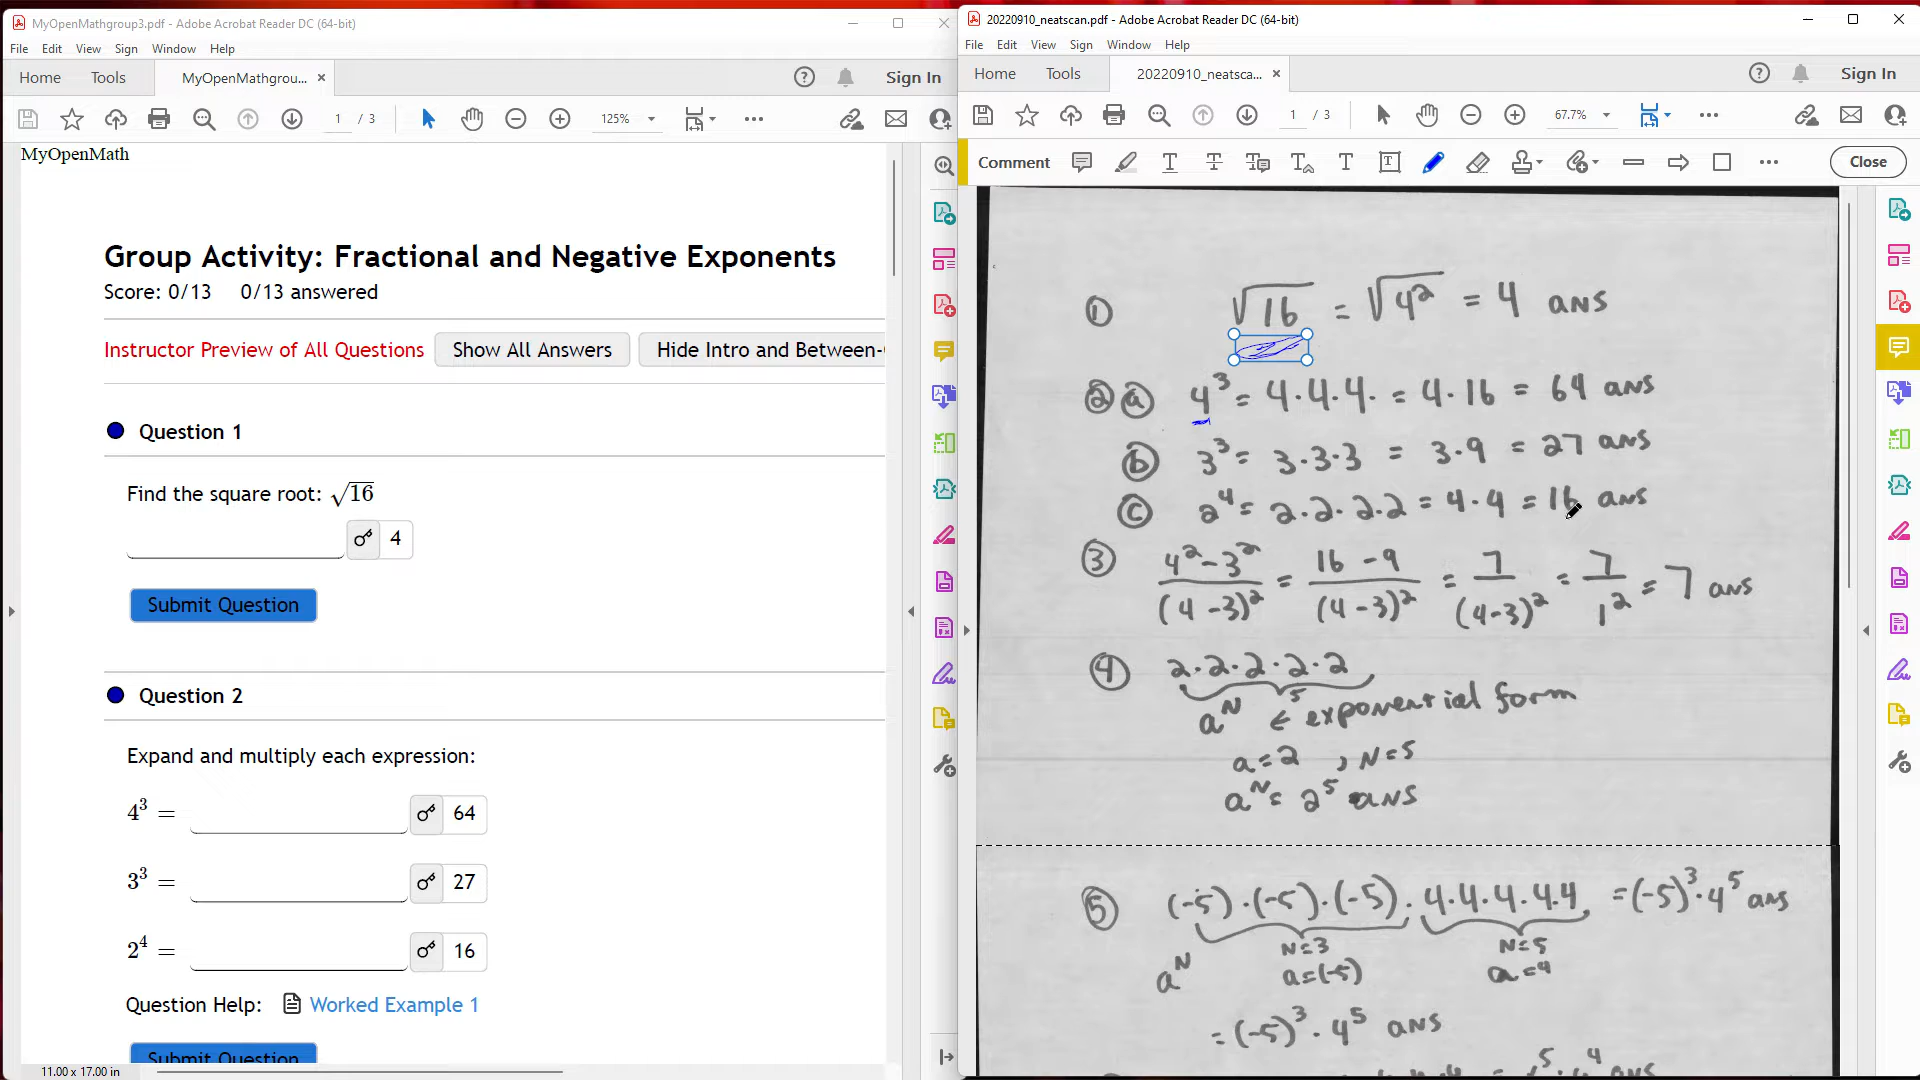 MyOpenMathgroup3.pdf - Adobe Acrobat Reader DC (64-bit)
File Edit View Sign Window Help
Home Tools MyOpenMathgrou... × Sign In
1 / 3 125%
MyOpenMath
Group Activity: Fractional and Negative Exponents
Score: 0/13 0/13 answered
Instructor Preview of All Questions Show All Answers Hide Intro and Between-
Question 1
Find the square root: √16
4
Submit Question
Question 2
Expand and multiply each expression:
4³ = 64
3³ = 27
2⁴ = 16
Question Help: Worked Example 1
Submit Question
11.00 x 17.00 in
20220910_neatscan.pdf - Adobe Acrobat Reader DC (64-bit)
File Edit View Sign Window Help
Home Tools 20220910_neatsca... × Sign In
1 / 3 67.7%
Comment Close
① √16 = √4² = 4 ans
② ⓐ 4³ = 4·4·4· = 4·16 = 64 ans
ⓑ 3³ = 3·3·3 = 3·9 = 27 ans
ⓒ 2⁴ = 2·2·2·2 = 4·4 = 16 ans
③ (4²-3²)/(4-3)² = (16-9)/(4-3)² = 7/(4-3)² = 7/1² = 7 ans
④ 2·2·2·2·2
5
aᴺ ← exponential form
a=2 , N=5
aᴺ = 2⁵ ans
⑤ (-5)·(-5)·(-5)·4·4·4·4·4 = (-5)³·4⁵ ans
N=3 N=5
aᴺ a=(-5) a=4
= (-5)³·4⁵ ans